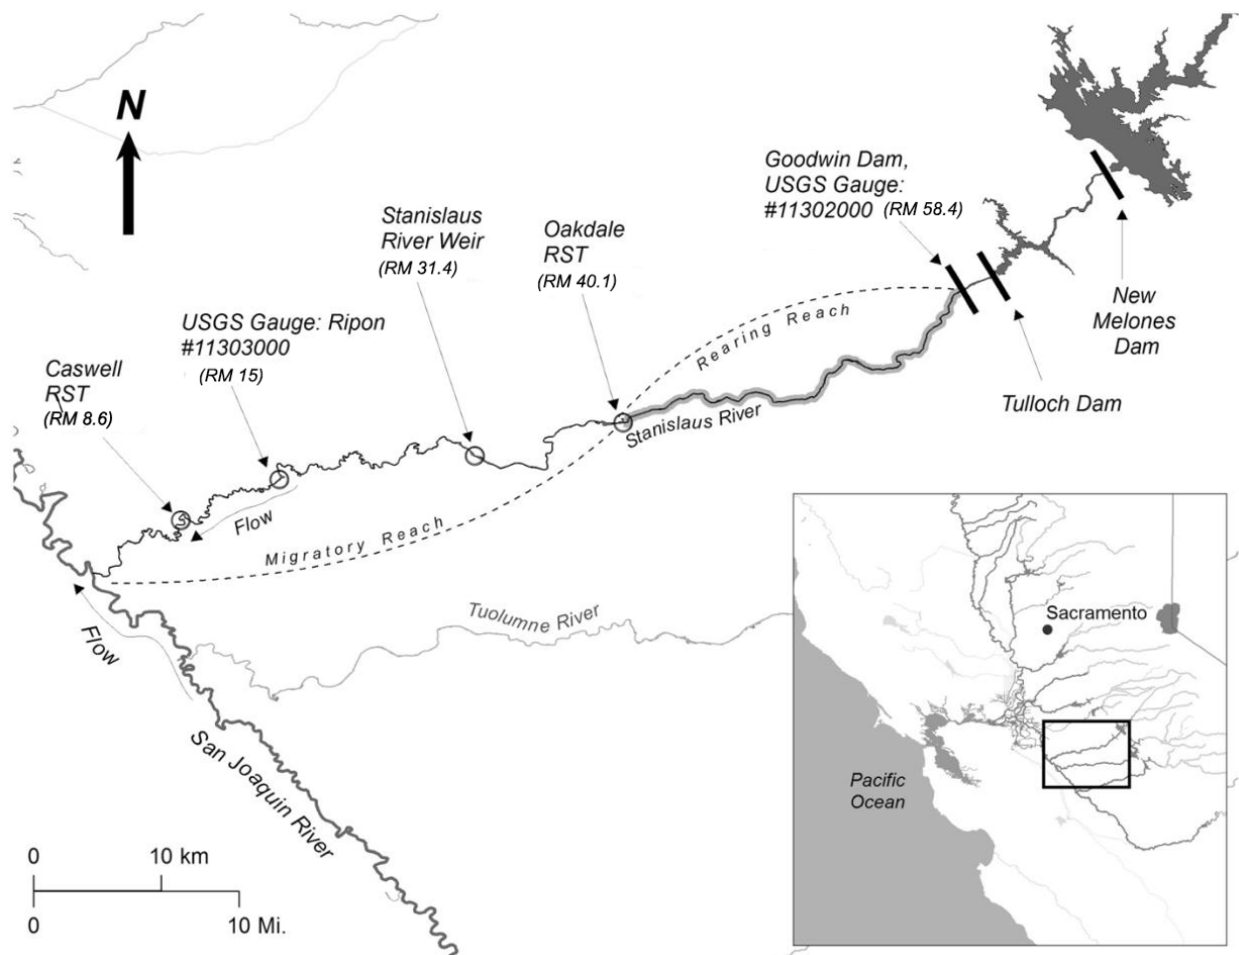 N
Goodwin Dam,
USGS Gauge:
#11302000 (RM 58.4)
Stanislaus
River Weir
(RM 31.4)
Oakdale
RST
(RM 40.1)
New
Melones
Dam
USGS Gauge: Ripon
#11303000
(RM 15)
Rearing Reach
Caswell
RST
(RM 8.6)
Tulloch Dam
Stanislaus River
Flow
Migratory Reach
Tuolumne River
Flow
San Joaquin River
Sacramento
Pacific
Ocean
0 10 km
0 10 Mi.